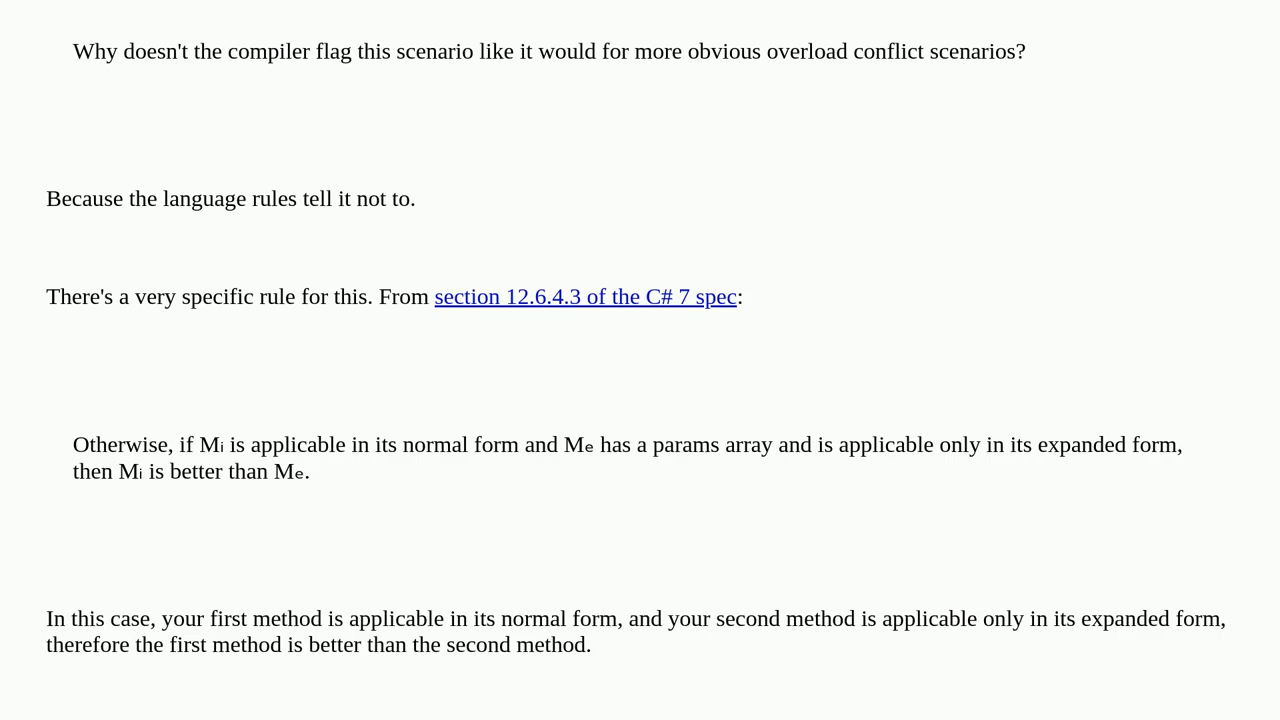 Why doesn't the compiler flag this scenario like it would for more obvious overload conflict scenarios?
Because the language rules tell it not to.
There's a very specific rule for this. From section 12.6.4.3 of the C# 7 spec:
Otherwise, if Mᵢ is applicable in its normal form and Mₑ has a params array and is applicable only in its expanded form,
then Mᵢ is better than Mₑ.
In this case, your first method is applicable in its normal form, and your second method is applicable only in its expanded form,
therefore the first method is better than the second method.